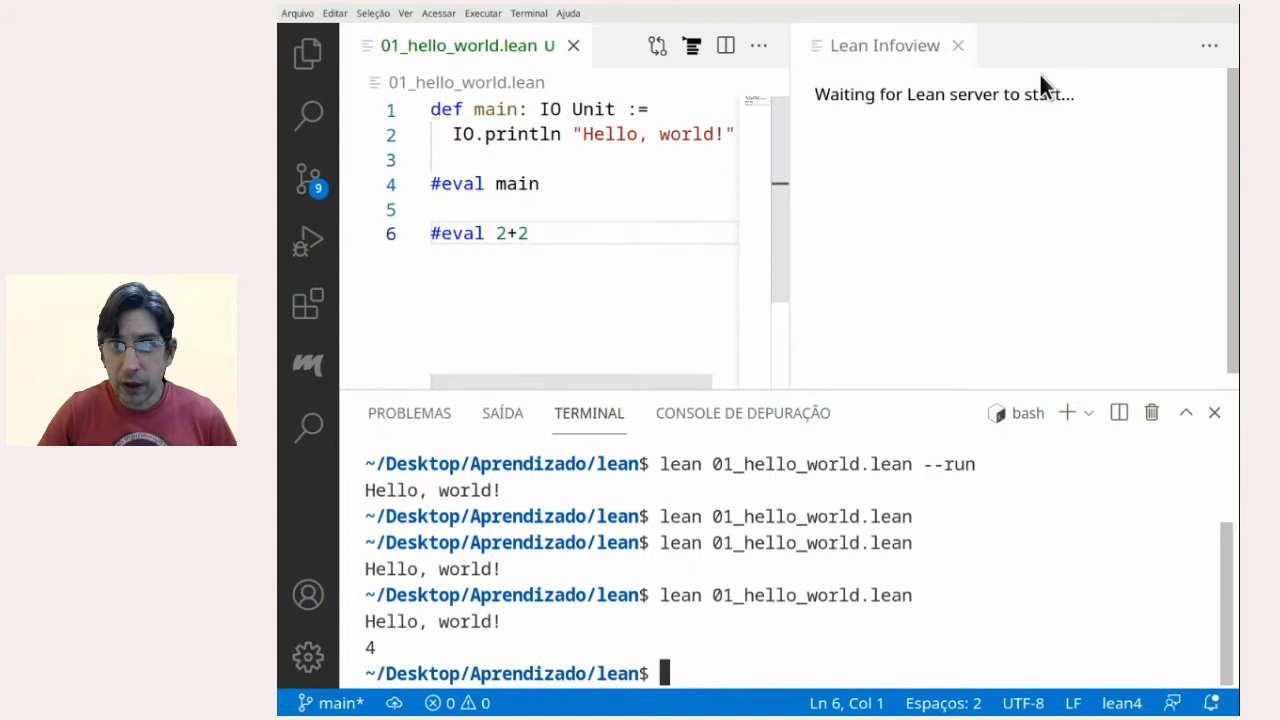 Arquivo Editar Seleção Ver Acessar Executar Terminal Ajuda
01_hello_world.lean U
Lean Infoview
01_hello_world.lean
Waiting for Lean server to start...
1 def main: IO Unit :=
2 IO.println "Hello, world!"
3
4 #eval main
5
6 #eval 2+2
9
PROBLEMAS SAÍDA TERMINAL CONSOLE DE DEPURAÇÃO
bash
~/Desktop/Aprendizado/lean$ lean 01_hello_world.lean --run
Hello, world!
~/Desktop/Aprendizado/lean$ lean 01_hello_world.lean
~/Desktop/Aprendizado/lean$ lean 01_hello_world.lean
Hello, world!
~/Desktop/Aprendizado/lean$ lean 01_hello_world.lean
Hello, world!
4
~/Desktop/Aprendizado/lean$
main* 0 0 Ln 6, Col 1 Espaços: 2 UTF-8 LF lean4